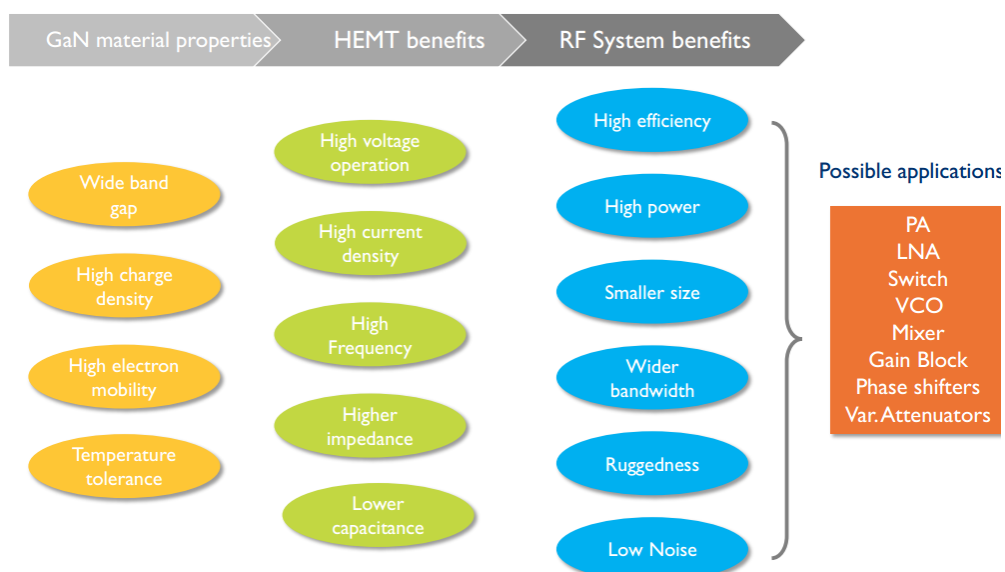 GaN material properties
HEMT benefits
RF System benefits
Wide band
gap
High charge
density
High electron
mobility
Temperature
tolerance
High voltage
operation
High current
density
High
Frequency
Higher
impedance
Lower
capacitance
High efficiency
High power
Smaller size
Wider
bandwidth
Ruggedness
Low Noise
Possible applications
PA
LNA
Switch
VCO
Mixer
Gain Block
Phase shifters
Var. Attenuators